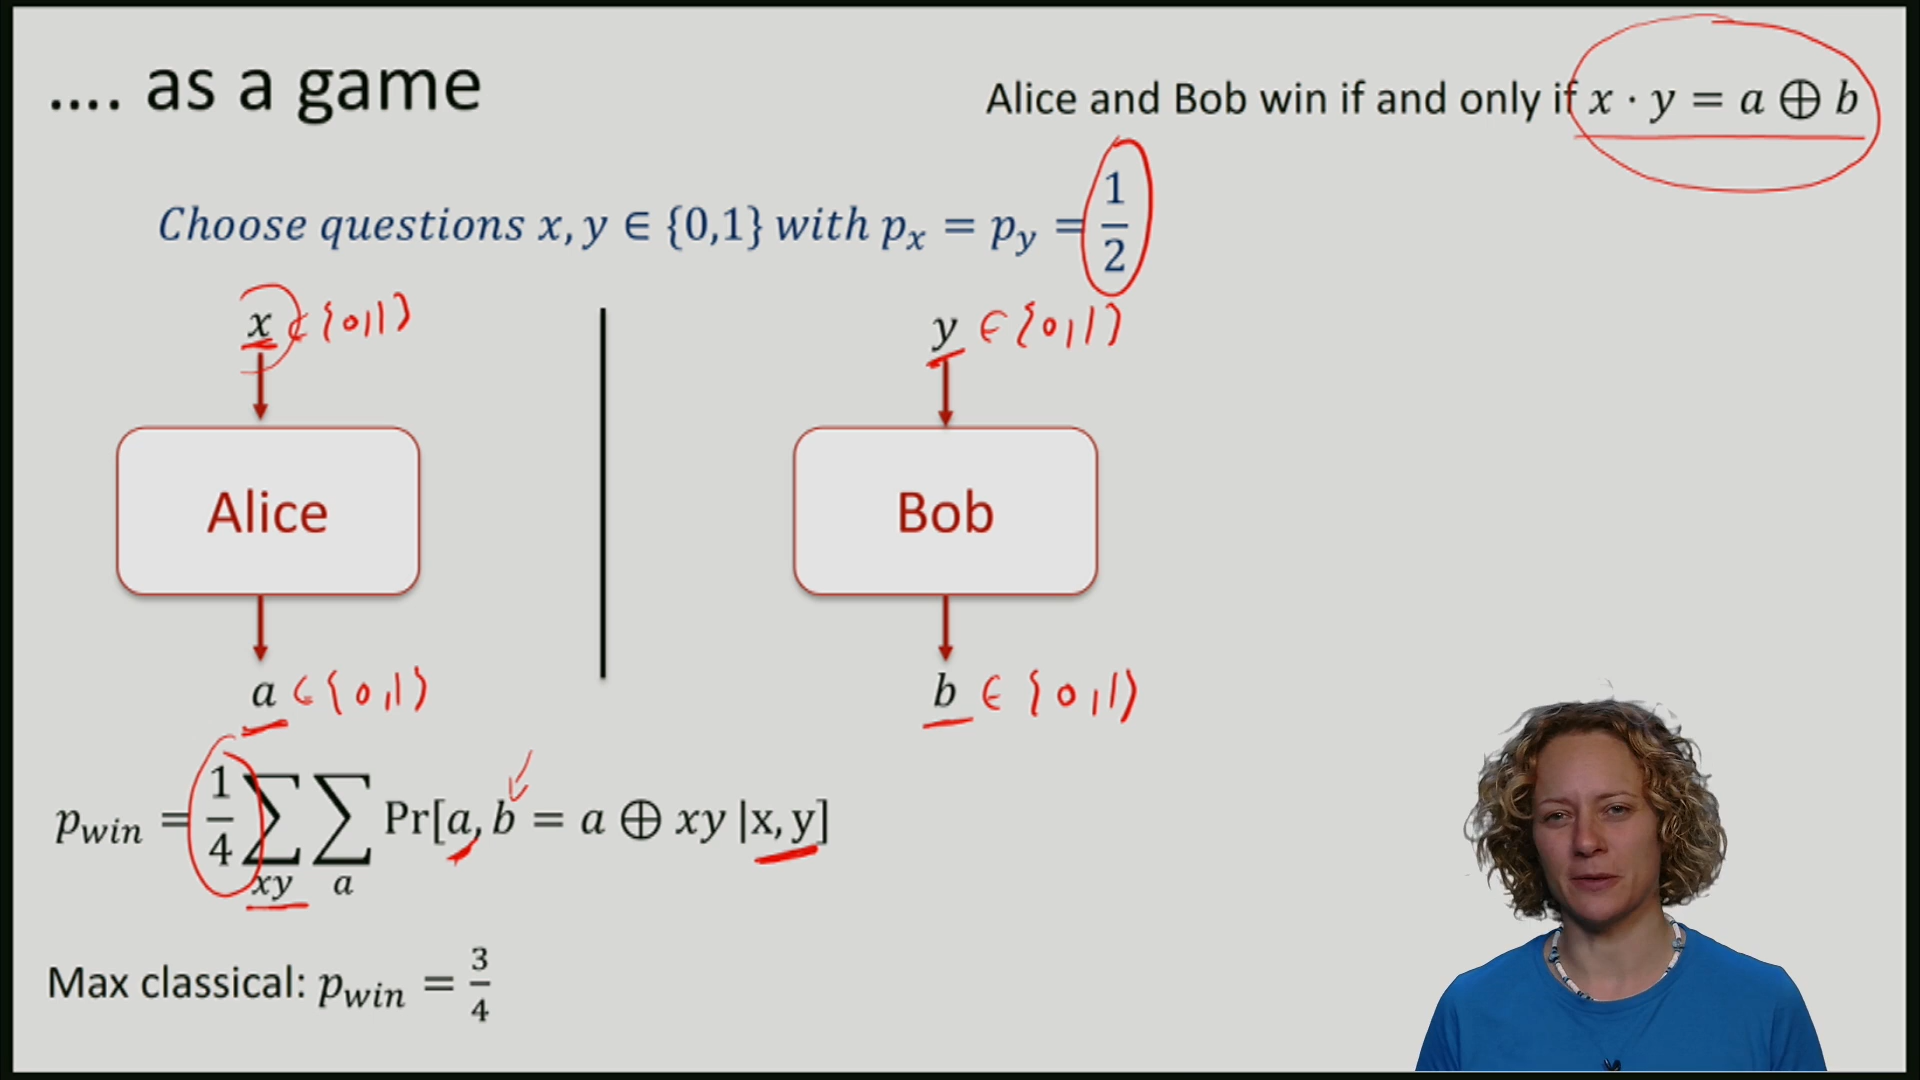 .... as a game
Alice and Bob win if and only if x · y = a ⊕ b
Choose questions x, y ∈ {0,1} with p_x = p_y = 1/2
x ∈ {0,1}
y ∈ {0,1}
Alice
Bob
a ∈ {0,1}
b ∈ {0,1}
p_win = 1/4 ∑_xy ∑_a Pr[a, b = a ⊕ xy |x, y]
Max classical: p_win = 3/4